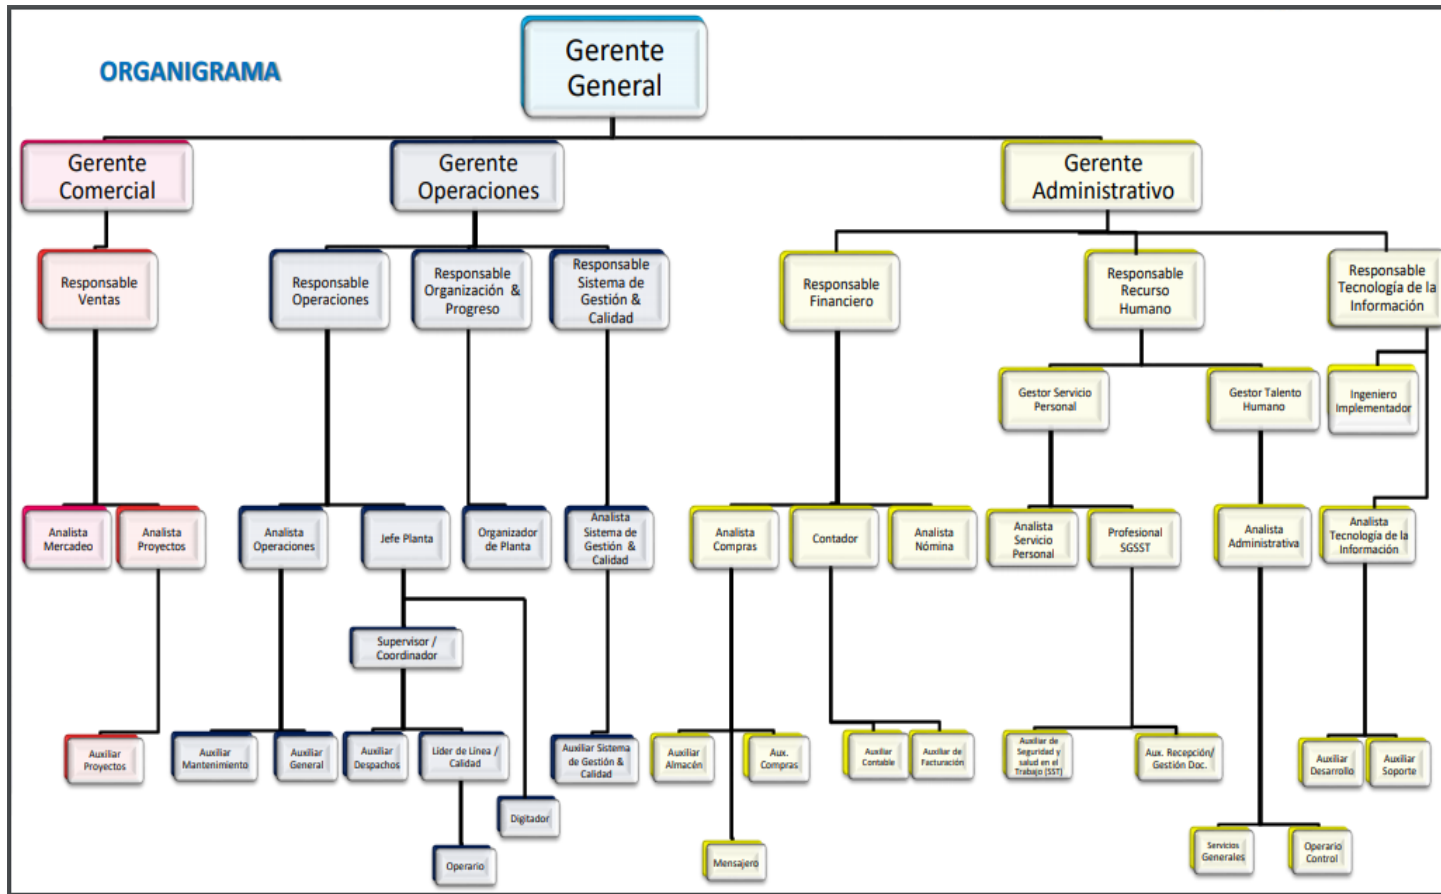 ORGANIGRAMA
Gerente
General
Gerente
Comercial
Gerente
Operaciones
Gerente
Administrativo
Responsable
Ventas
Responsable
Operaciones
Responsable
Organización &
Progreso
Responsable
Sistema de
Gestión &
Calidad
Responsable
Financiero
Responsable
Recurso
Humano
Responsable
Tecnología de la
Información
Gestor Servicio
Personal
Gestor Talento
Humano
Ingeniero
Implementador
Analista
Mercadeo
Analista
Proyectos
Analista
Operaciones
Jefe Planta
Organizador
de Planta
Analista
Sistema de
Gestión &
Calidad
Analista
Compras
Contador
Analista
Nómina
Analista
Servicio
Personal
Profesional
SGSST
Analista
Administrativa
Analista
Tecnología de la
Información
Supervisor /
Coordinador
Auxiliar
Proyectos
Auxiliar
Mantenimiento
Auxiliar
General
Auxiliar
Despachos
Lider de Línea /
Calidad
Auxiliar Sistema
de Gestión &
Calidad
Auxiliar
Almacén
Aux.
Compras
Auxiliar
Contable
Auxiliar de
Facturación
Auxiliar de
Seguridad y
salud en el
Trabajo (SST)
Aux. Recepción/
Gestión Doc.
Auxiliar
Desarrollo
Auxiliar
Soporte
Digitador
Operario
Mensajero
Servicios
Generales
Operario
Control